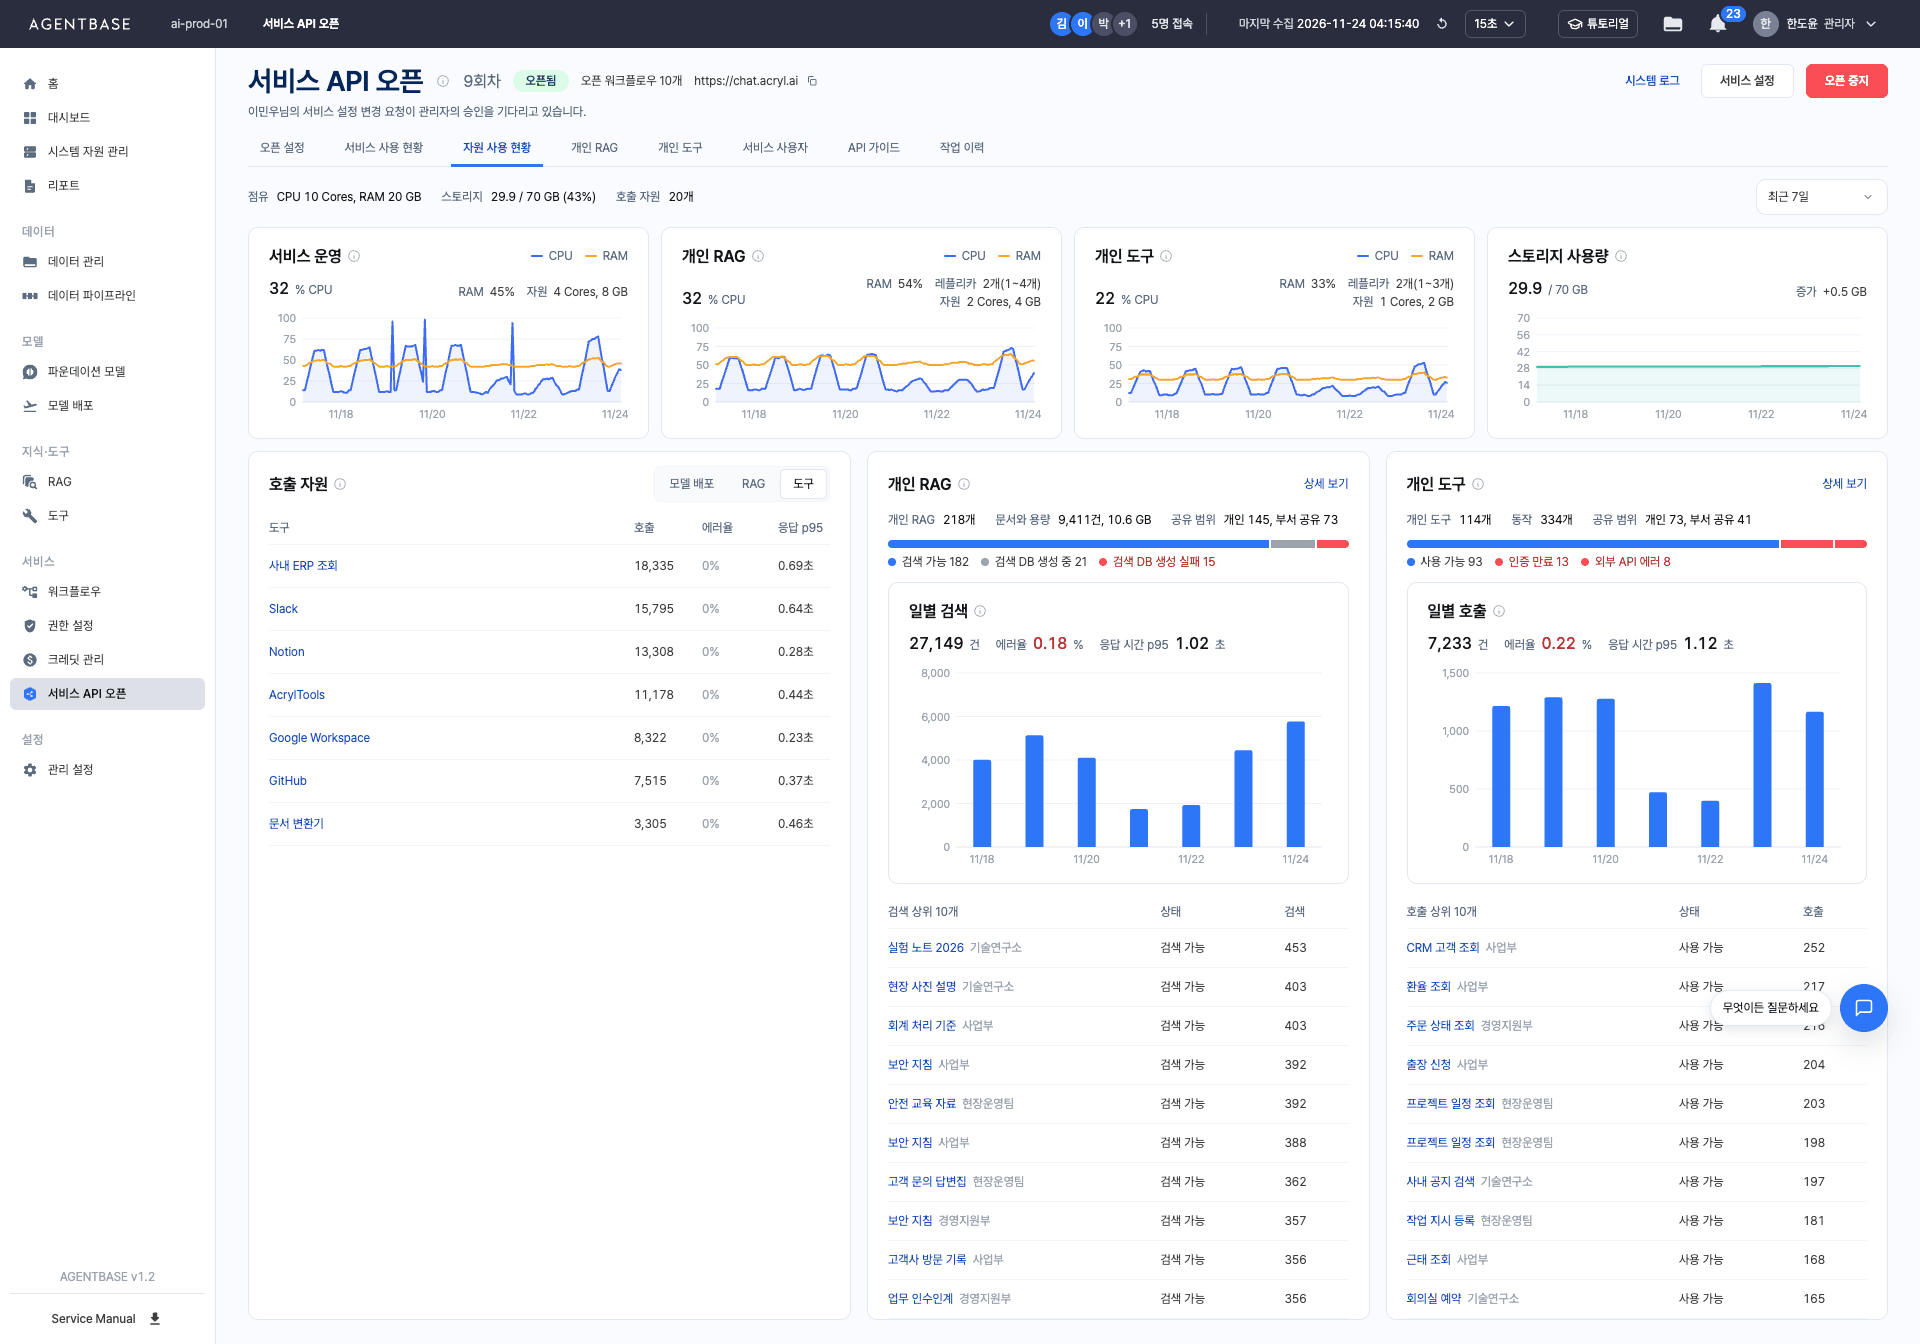 AGENTBASE
ai-prod-01
서비스 API 오픈
김 이 박 +1 5명 접속
마지막 수집 2026-11-24 04:15:40
15초
튜토리얼
23
한 한도윤 관리자
홈
대시보드
시스템 자원 관리
리포트
데이터
데이터 관리
데이터 파이프라인
모델
파운데이션 모델
모델 배포
지식·도구
RAG
도구
서비스
워크플로우
권한 설정
크레딧 관리
서비스 API 오픈
설정
관리 설정
AGENTBASE v1.2
Service Manual
서비스 API 오픈 9회차 오픈됨 오픈 워크플로우 10개 https://chat.acryl.ai
시스템 로그 서비스 설정 오픈 중지
이민우님의 서비스 설정 변경 요청이 관리자의 승인을 기다리고 있습니다.
오픈 설정 서비스 사용 현황 자원 사용 현황 개인 RAG 개인 도구 서비스 사용자 API 가이드 작업 이력
점유 CPU 10 Cores, RAM 20 GB 스토리지 29.9 / 70 GB (43%) 호출 자원 20개
최근 7일
서비스 운영 CPU RAM
32 % CPU RAM 45% 자원 4 Cores, 8 GB
100
75
50
25
0
11/18 11/20 11/22 11/24
개인 RAG CPU RAM
RAM 54% 레플리카 2개(1~4개)
32 % CPU 자원 2 Cores, 4 GB
100
75
50
25
0
11/18 11/20 11/22 11/24
개인 도구 CPU RAM
RAM 33% 레플리카 2개(1~3개)
22 % CPU 자원 1 Cores, 2 GB
100
75
50
25
0
11/18 11/20 11/22 11/24
스토리지 사용량
29.9 / 70 GB 증가 +0.5 GB
70
56
42
28
14
0
11/18 11/20 11/22 11/24
호출 자원 모델 배포 RAG 도구
도구 호출 에러율 응답 p95
사내 ERP 조회 18,335 0% 0.69초
Slack 15,795 0% 0.64초
Notion 13,308 0% 0.28초
AcrylTools 11,178 0% 0.44초
Google Workspace 8,322 0% 0.23초
GitHub 7,515 0% 0.37초
문서 변환기 3,305 0% 0.46초
개인 RAG 상세 보기
개인 RAG 218개 문서와 용량 9,411건, 10.6 GB 공유 범위 개인 145, 부서 공유 73
검색 가능 182 검색 DB 생성 중 21 검색 DB 생성 실패 15
일별 검색
27,149 건 에러율 0.18 % 응답 시간 p95 1.02 초
8,000
6,000
4,000
2,000
0
11/18 11/20 11/22 11/24
검색 상위 10개 상태 검색
실험 노트 2026 기술연구소 검색 가능 453
현장 사진 설명 기술연구소 검색 가능 403
회계 처리 기준 사업부 검색 가능 403
보안 지침 사업부 검색 가능 392
안전 교육 자료 현장운영팀 검색 가능 392
보안 지침 사업부 검색 가능 388
고객 문의 답변집 현장운영팀 검색 가능 362
보안 지침 경영지원부 검색 가능 357
고객사 방문 기록 사업부 검색 가능 356
업무 인수인계 경영지원부 검색 가능 356
개인 도구 상세 보기
개인 도구 114개 동작 334개 공유 범위 개인 73, 부서 공유 41
사용 가능 93 인증 만료 13 외부 API 에러 8
일별 호출
7,233 건 에러율 0.22 % 응답 시간 p95 1.12 초
1,500
1,000
500
0
11/18 11/20 11/22 11/24
호출 상위 10개 상태 호출
CRM 고객 조회 사업부 사용 가능 252
환율 조회 사업부 사용 가능 217
무엇이든 질문하세요
주문 상태 조회 경영지원부 사용 가능 216
출장 신청 사업부 사용 가능 204
프로젝트 일정 조회 현장운영팀 사용 가능 203
프로젝트 일정 조회 현장운영팀 사용 가능 198
사내 공지 검색 기술연구소 사용 가능 197
작업 지시 등록 현장운영팀 사용 가능 181
근태 조회 사업부 사용 가능 168
회의실 예약 기술연구소 사용 가능 165